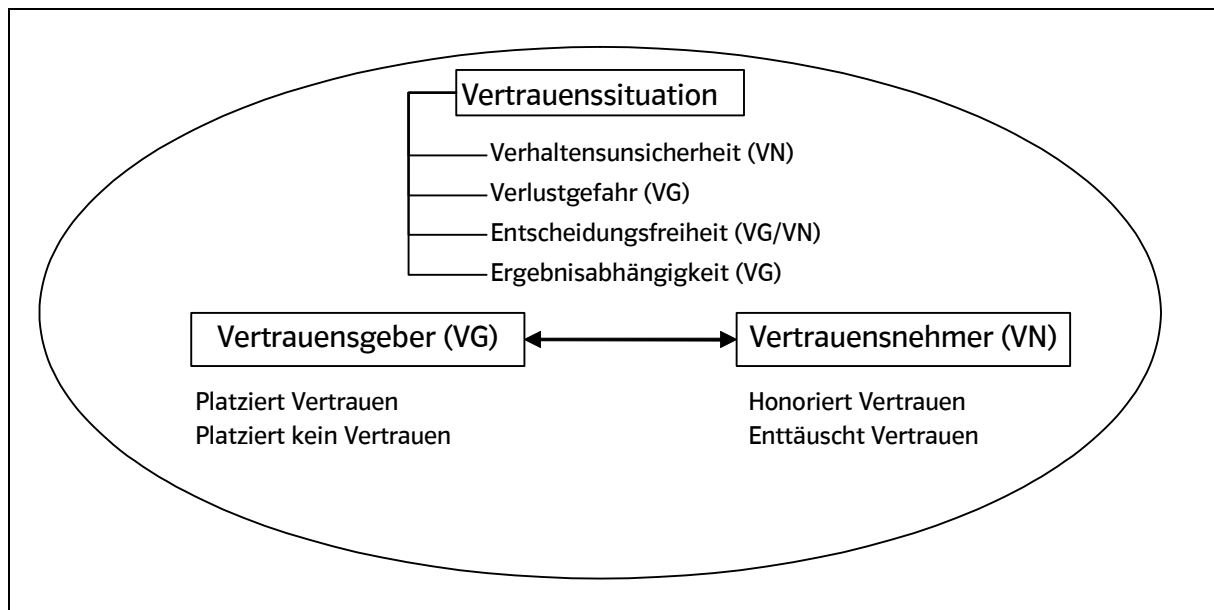 Vertrauenssituation
Verhaltensunsicherheit (VN)
Verlustgefahr (VG)
Entscheidungsfreiheit (VG/VN)
Ergebnisabhängigkeit (VG)
Vertrauensgeber (VG)
Vertrauensnehmer (VN)
Platziert Vertrauen
Platziert kein Vertrauen
Honoriert Vertrauen
Enttäuscht Vertrauen